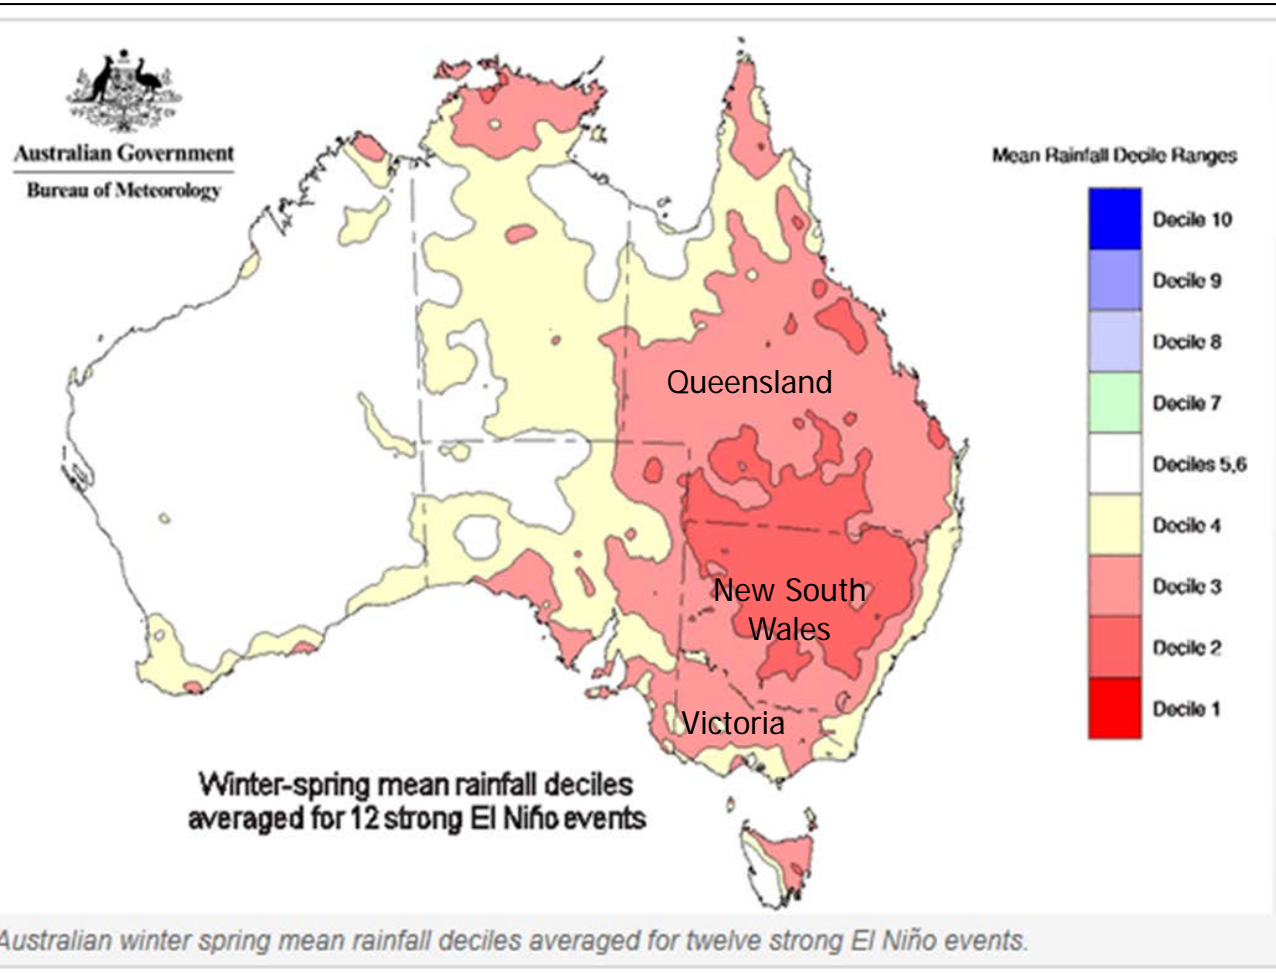 Australian Government
Bureau of Meteorology
Mean Rainfall Decile Ranges
Decile 10
Decile 9
Decile 8
Decile 7
Deciles 5,6
Decile 4
Decile 3
Decile 2
Decile 1
Queensland
New South
Wales
Victoria
Winter-spring mean rainfall deciles
averaged for 12 strong El Niño events
Australian winter spring mean rainfall deciles averaged for twelve strong El Niño events.